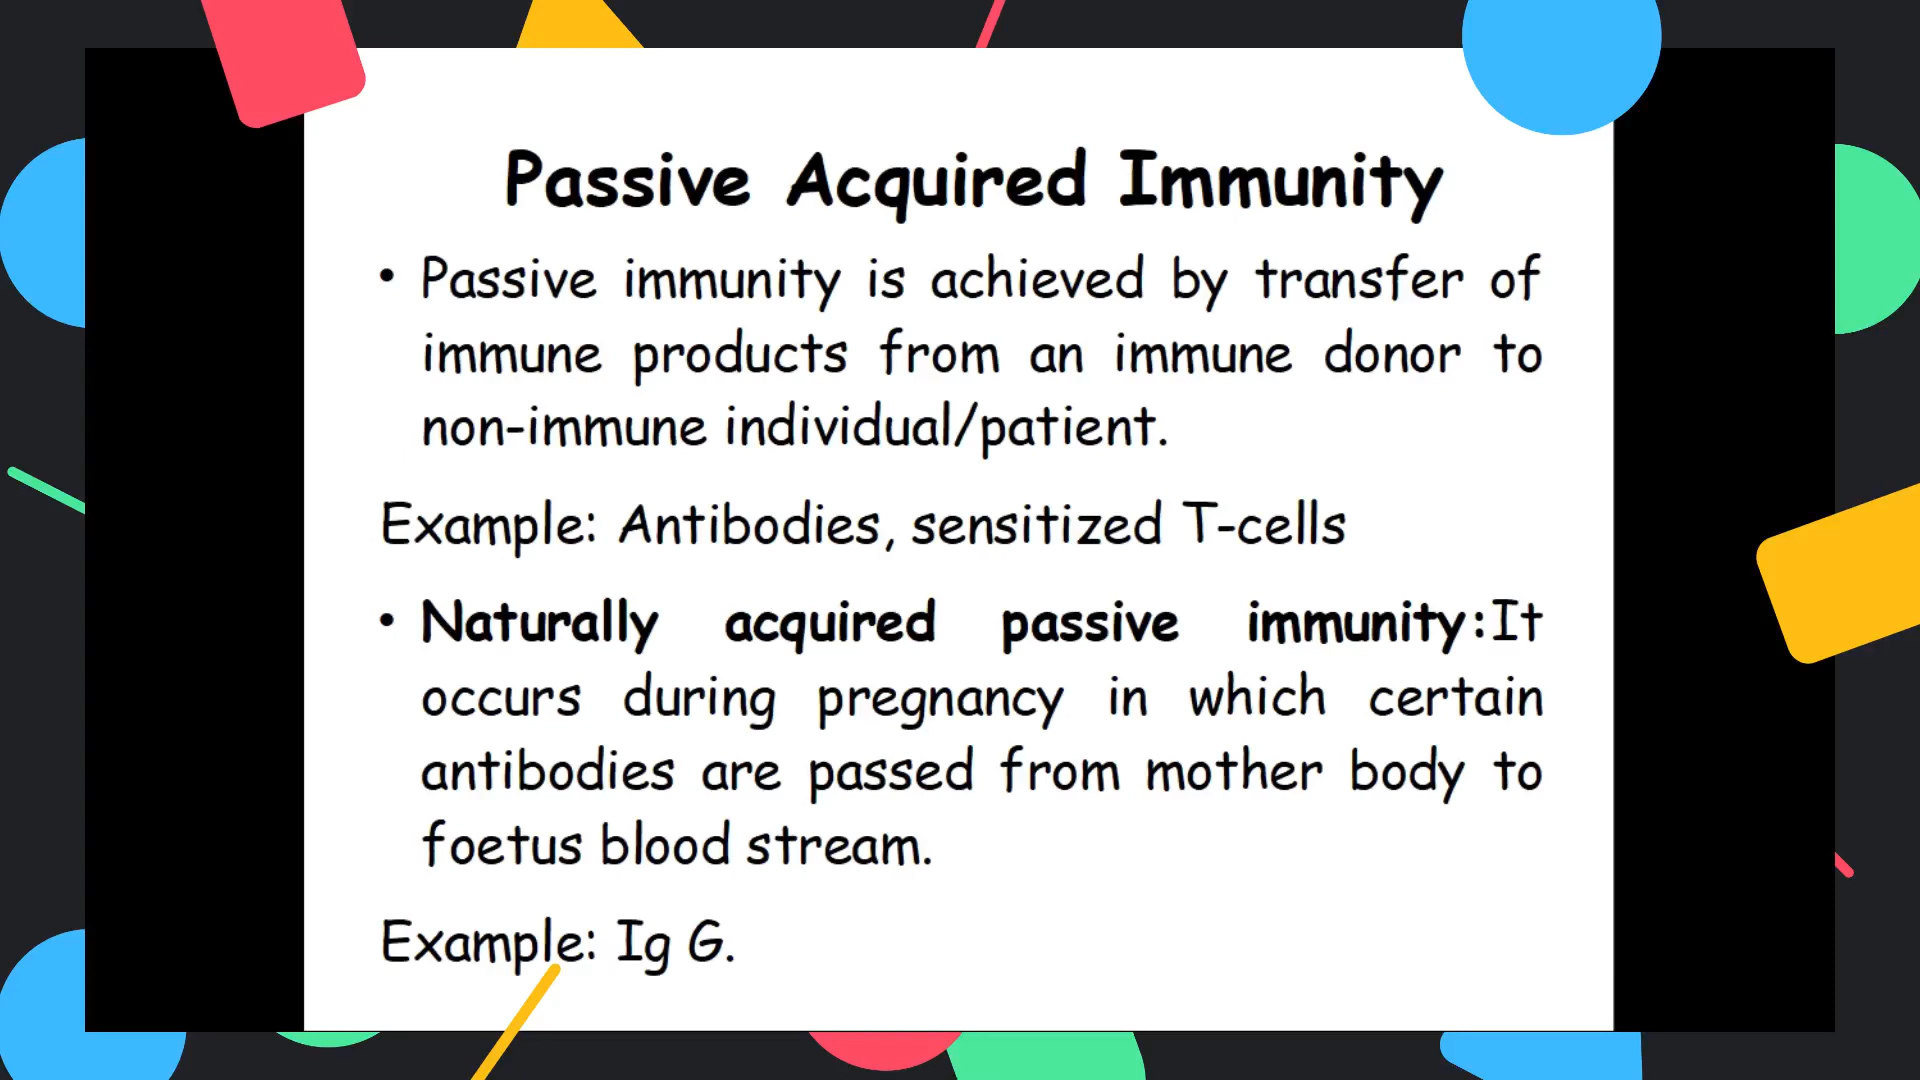 Passive Acquired Immunity
• Passive immunity is achieved by transfer of
immune products from an immune donor to
non-immune individual/patient.
Example: Antibodies, sensitized T-cells
• Naturally acquired passive immunity:It
occurs during pregnancy in which certain
antibodies are passed from mother body to
foetus blood stream.
Example: Ig G.